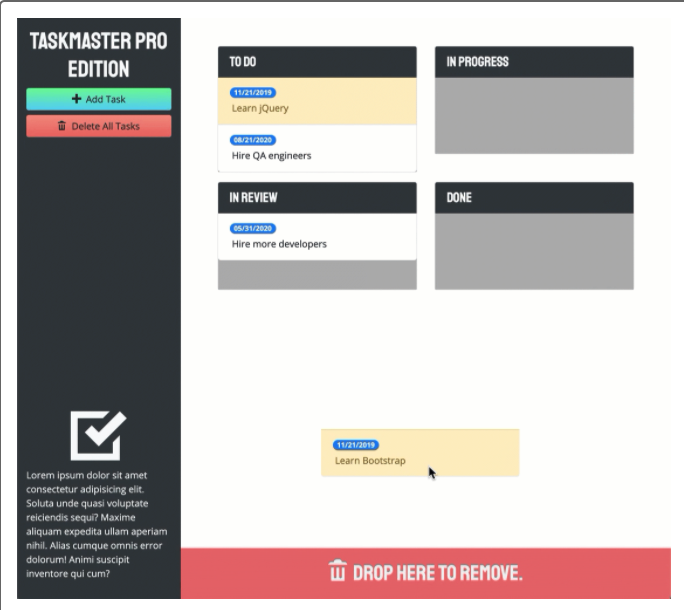 TASKMASTER PRO
EDITION
Add Task
Delete All Tasks
Lorem ipsum dolor sit amet
consectetur adipisicing elit.
Soluta unde quasi voluptate
reiciendis sequi? Maxime
aliquam expedita ullam aperiam
nihil. Alias cumque omnis error
dolorum! Animi suscipit
inventore qui cum?
TO DO
11/21/2019
Learn jQuery
08/21/2020
Hire QA engineers
IN PROGRESS
IN REVIEW
05/31/2020
Hire more developers
DONE
11/21/2019
Learn Bootstrap
DROP HERE TO REMOVE.